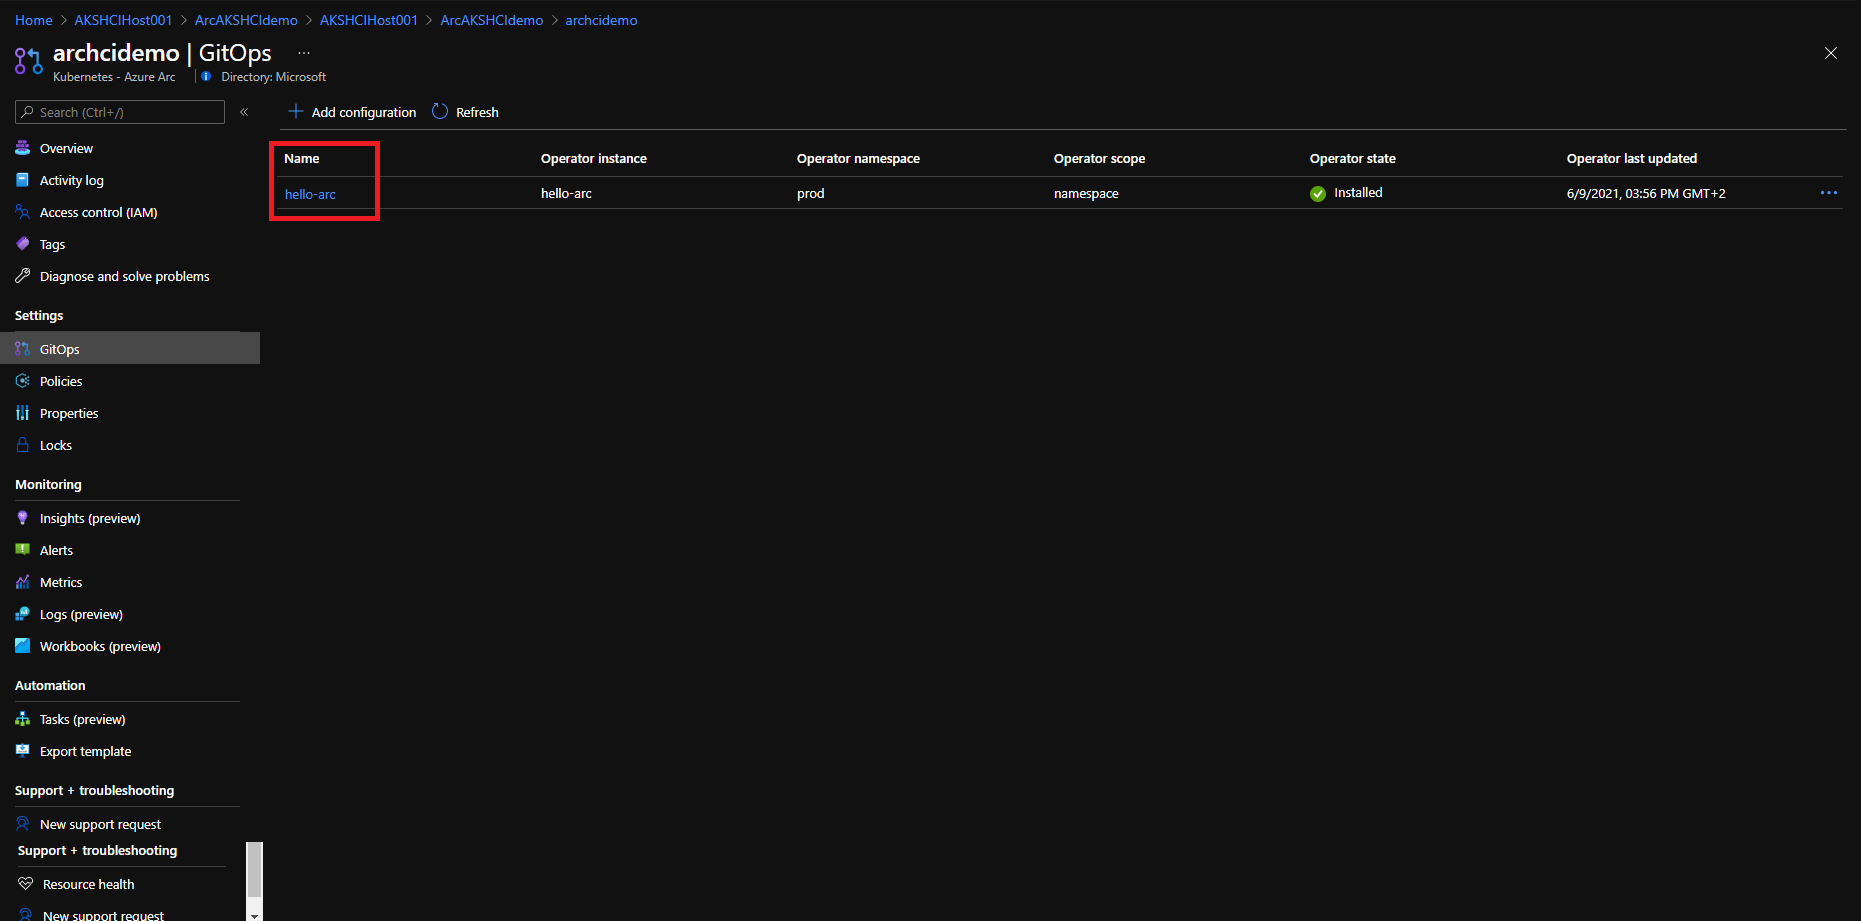 Home > AKSHCIHost001 > ArcAKSHCIdemo > AKSHCIHost001 > ArcAKSHCIdemo > archcidemo
archcidemo | GitOps ...
Kubernetes - Azure Arc | Directory: Microsoft
Search (Ctrl+/) «
+ Add configuration Refresh
Overview
Activity log
Access control (IAM)
Tags
Diagnose and solve problems
Settings
GitOps
Policies
Properties
Locks
Monitoring
Insights (preview)
Alerts
Metrics
Logs (preview)
Workbooks (preview)
Automation
Tasks (preview)
Export template
Support + troubleshooting
New support request
Support + troubleshooting
Resource health
New support request
Name Operator instance Operator namespace Operator scope Operator state Operator last updated
hello-arc hello-arc prod namespace Installed 6/9/2021, 03:56 PM GMT+2 ...